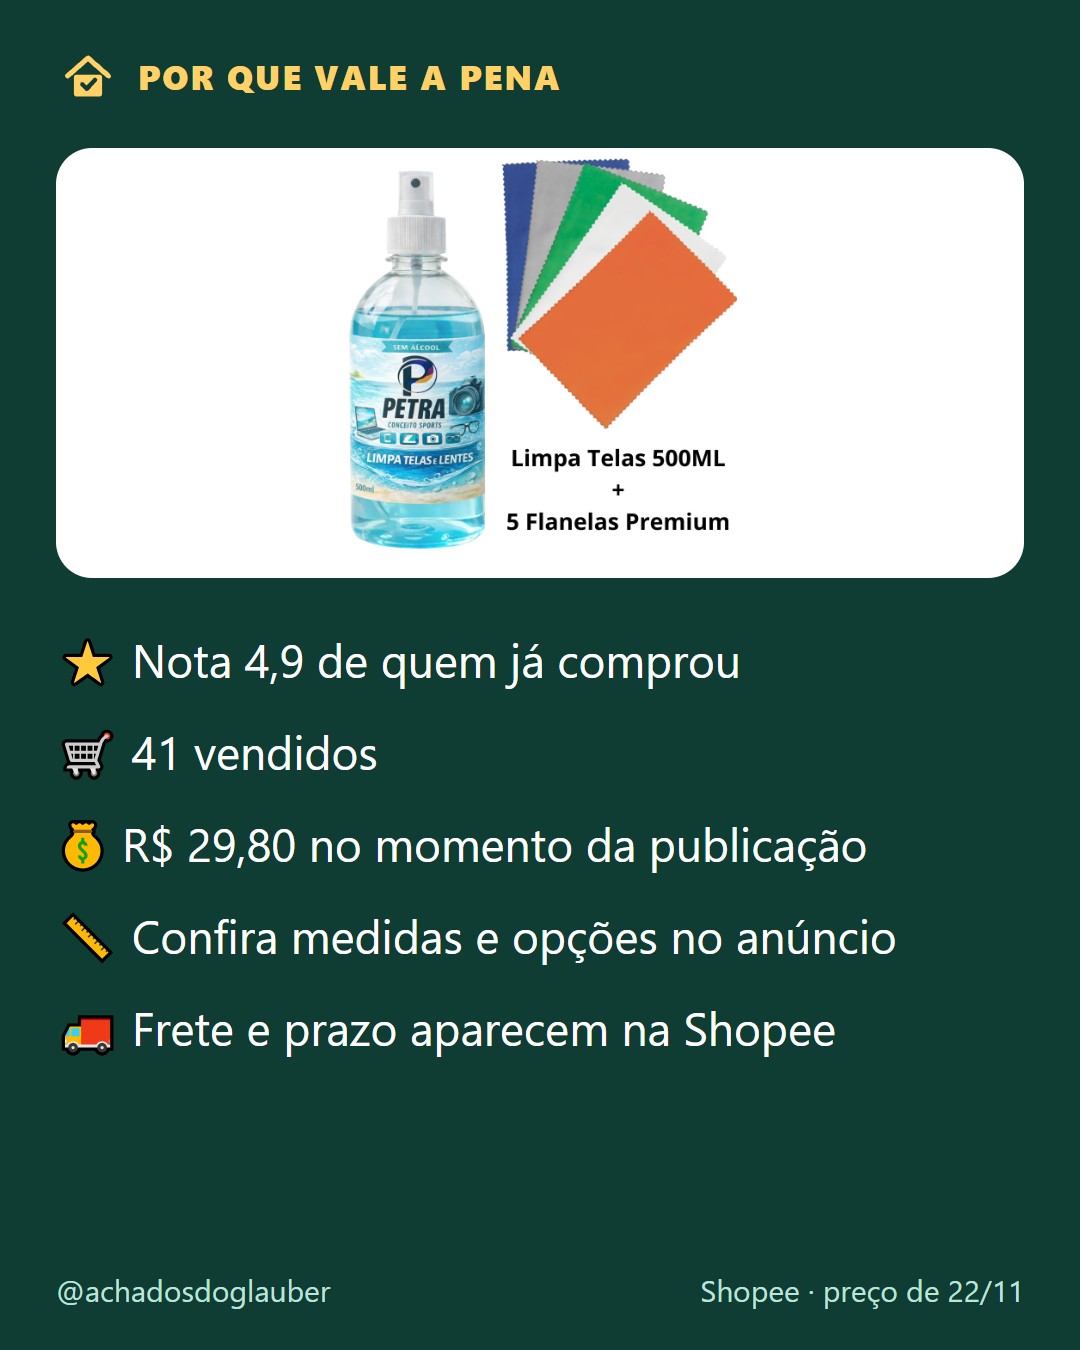 POR QUE VALE A PENA
SEM ÁLCOOL
PETRA
CONCEITO SPORTS
LIMPA TELAS E LENTES
500ml
Limpa Telas 500ML
+
5 Flanelas Premium
Nota 4,9 de quem já comprou
41 vendidos
R$ 29,80 no momento da publicação
Confira medidas e opções no anúncio
Frete e prazo aparecem na Shopee
@achadosdoglauber
Shopee · preço de 22/11